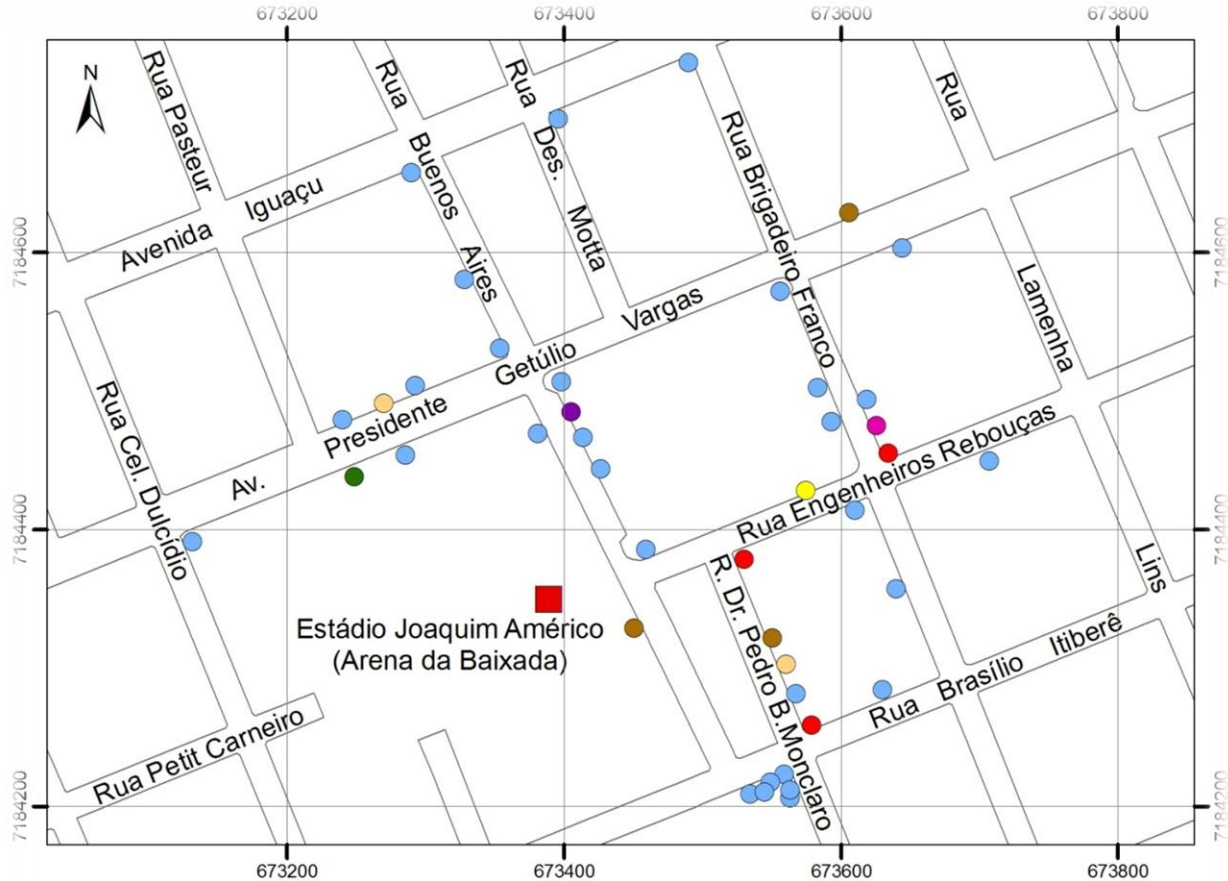 673200 673400 673600 673800
N
Rua Pasteur
Rua
Buenos
Aires
Rua
Des.
Motta
Rua Brigadeiro Franco
Rua
Lamenha
Lins
Avenida Iguaçu
7184600 7184600
Av. Presidente Getúlio Vargas
Rua Cel. Dulcídio
Rua Engenheiros Rebouças
7184400 7184400
R. Dr. Pedro B.Monclaro
Estádio Joaquim Américo
(Arena da Baixada)
Rua Brasílio Itiberê
Rua Petit Carneiro
7184200 7184200
673200 673400 673600 673800